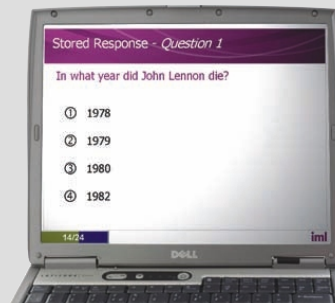 Stored Response - Question 1
In what year did John Lennon die?
① 1978
② 1979
③ 1980
④ 1982
14/24
iml
DELL
LATITUDE